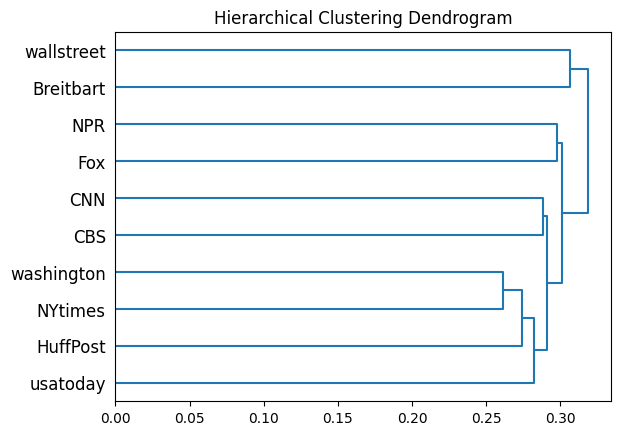 Hierarchical Clustering Dendrogram
wallstreet
Breitbart
NPR
Fox
CNN
CBS
washington
NYtimes
HuffPost
usatoday
0.00 0.05 0.10 0.15 0.20 0.25 0.30